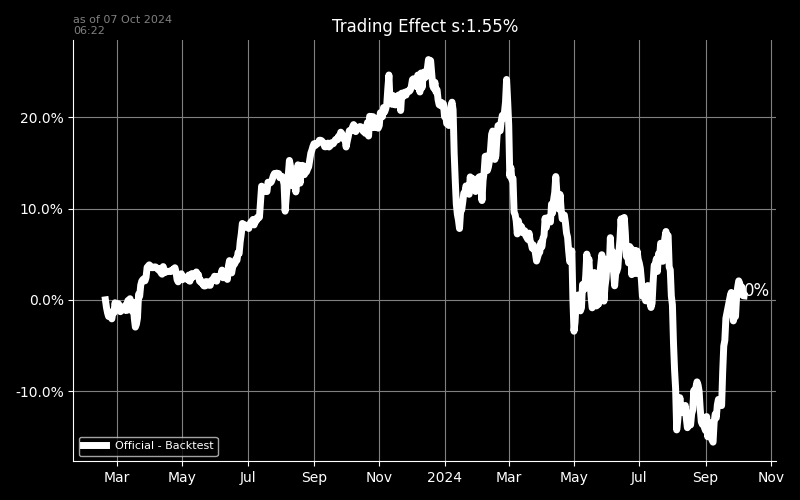 as of 07 Oct 2024
06:22
Trading Effect s:1.55%
20.0%
10.0%
0.0%
-10.0%
0%
Official - Backtest
Mar May Jul Sep Nov 2024 Mar May Jul Sep Nov